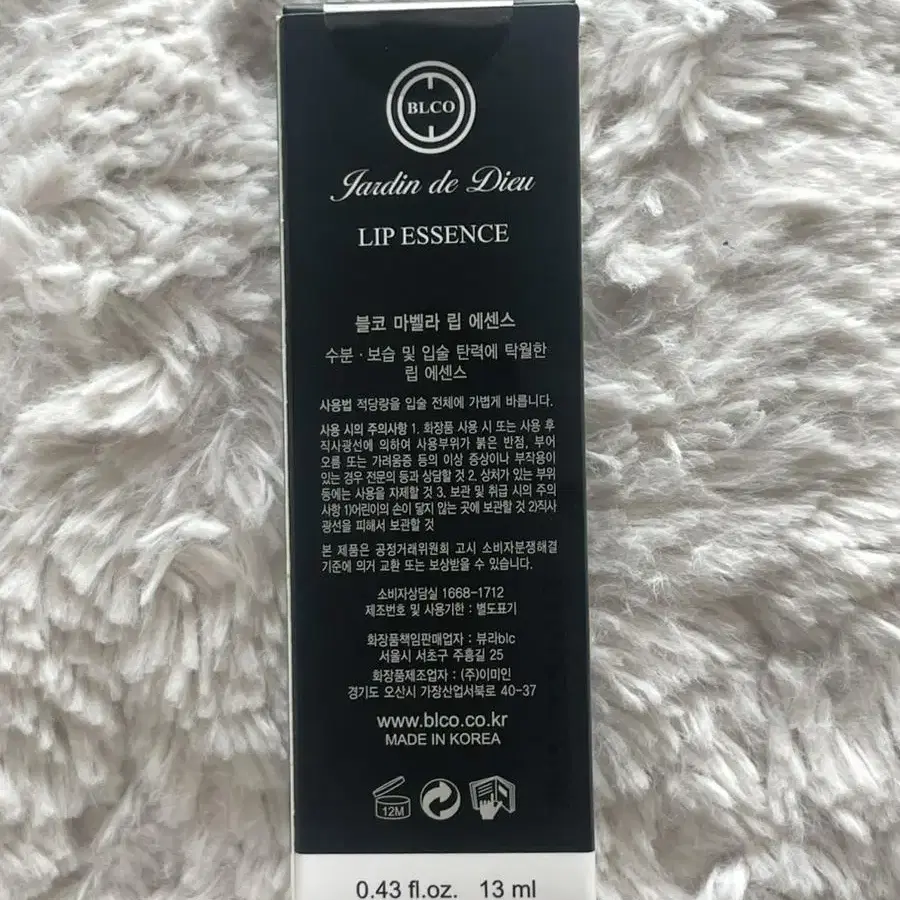 BLCO
Jardin de Dieu
LIP ESSENCE
블코 마벨라 립 에센스
수분 · 보습 및 입술 탄력에 탁월한
립 에센스
사용법 적당량을 입술 전체에 가볍게 바릅니다.
사용 시의 주의사항 1. 화장품 사용 시 또는 사용 후
직사광선에 의하여 사용부위가 붉은 반점, 부어
오름 또는 가려움증 등의 이상 증상이나 부작용이
있는 경우 전문의 등과 상담할 것 2. 상처가 있는 부위
등에는 사용을 자제할 것 3. 보관 및 취급 시의 주의
사항 1)어린이의 손이 닿지 않는 곳에 보관할 것 2)직사
광선을 피해서 보관할 것
본 제품은 공정거래위원회 고시 소비자분쟁해결
기준에 의거 교환 또는 보상받을 수 있습니다.
소비자상담실 1668-1712
제조번호 및 사용기한 : 별도표기
화장품책임판매업자 : 뷰라blc
서울시 서초구 주흥길 25
화장품제조업자 : (주)이미인
경기도 오산시 가장산업서북로 40-37
www.blco.co.kr
MADE IN KOREA
12M
0.43 fl.oz. 13 ml